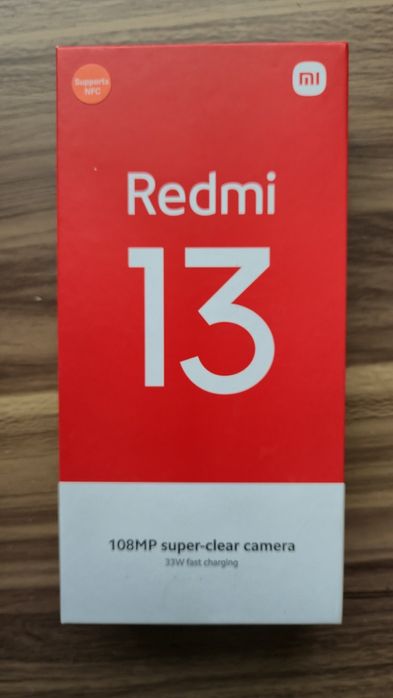 Supports
NFC
mi
Redmi
13
108MP super-clear camera
33W fast charging